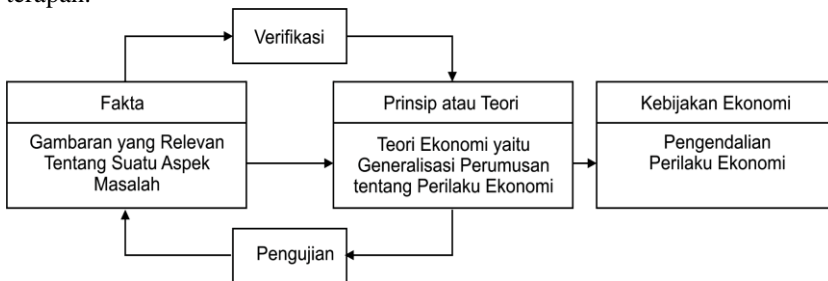 terapan.
Verifikasi
Fakta
Gambaran yang Relevan
Tentang Suatu Aspek
Masalah
Prinsip atau Teori
Teori Ekonomi yaitu
Generalisasi Perumusan
tentang Perilaku Ekonomi
Kebijakan Ekonomi
Pengendalian
Perilaku Ekonomi
Pengujian